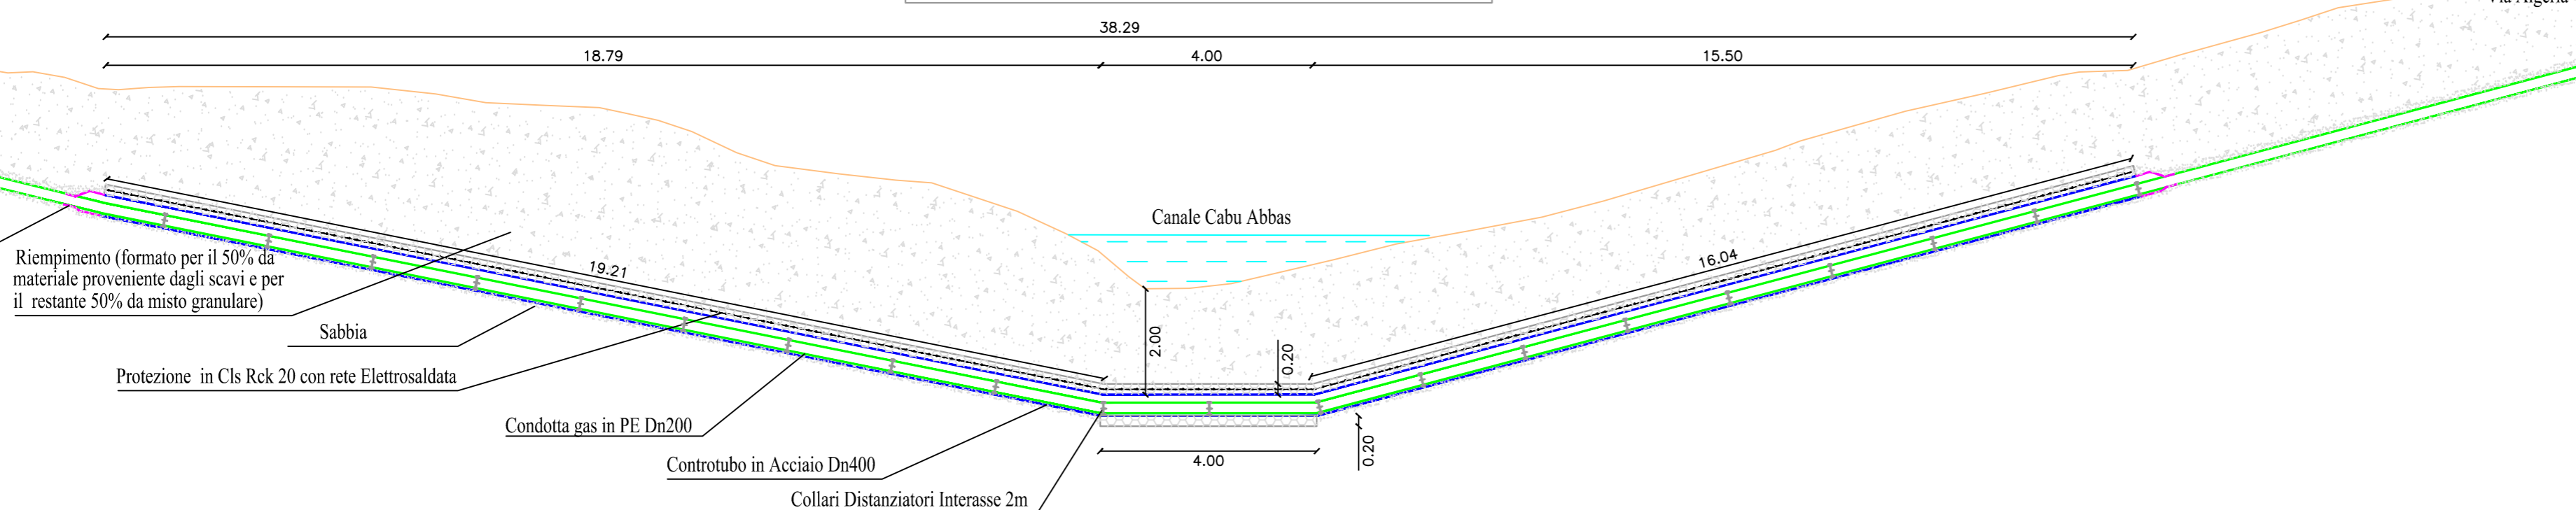 Via Algeria
38.29
18.79
4.00
15.50
Canale Cabu Abbas
Riempimento (formato per il 50% da
materiale proveniente dagli scavi e per
il restante 50% da misto granulare)
19.21
16.04
2.00
0.20
Sabbia
Protezione in Cls Rck 20 con rete Elettrosaldata
Condotta gas in PE Dn200
0.20
4.00
Controtubo in Acciaio Dn400
Collari Distanziatori Interasse 2m